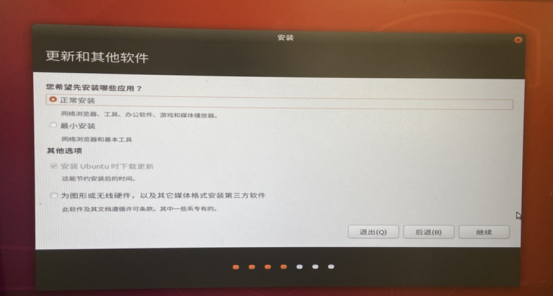 安装
更新和其他软件
您希望先安装哪些应用？
正常安装
网络浏览器、工具、办公软件、游戏和媒体播放器。
最小安装
网络浏览器和基本工具
其他选项
安装 Ubuntu 时下载更新
这能节约安装后的时间。
为图形或无线硬件，以及其它媒体格式安装第三方软件
此软件及其文档遵循许可条款。其中一些系专有的。
退出(Q) 后退(B) 继续